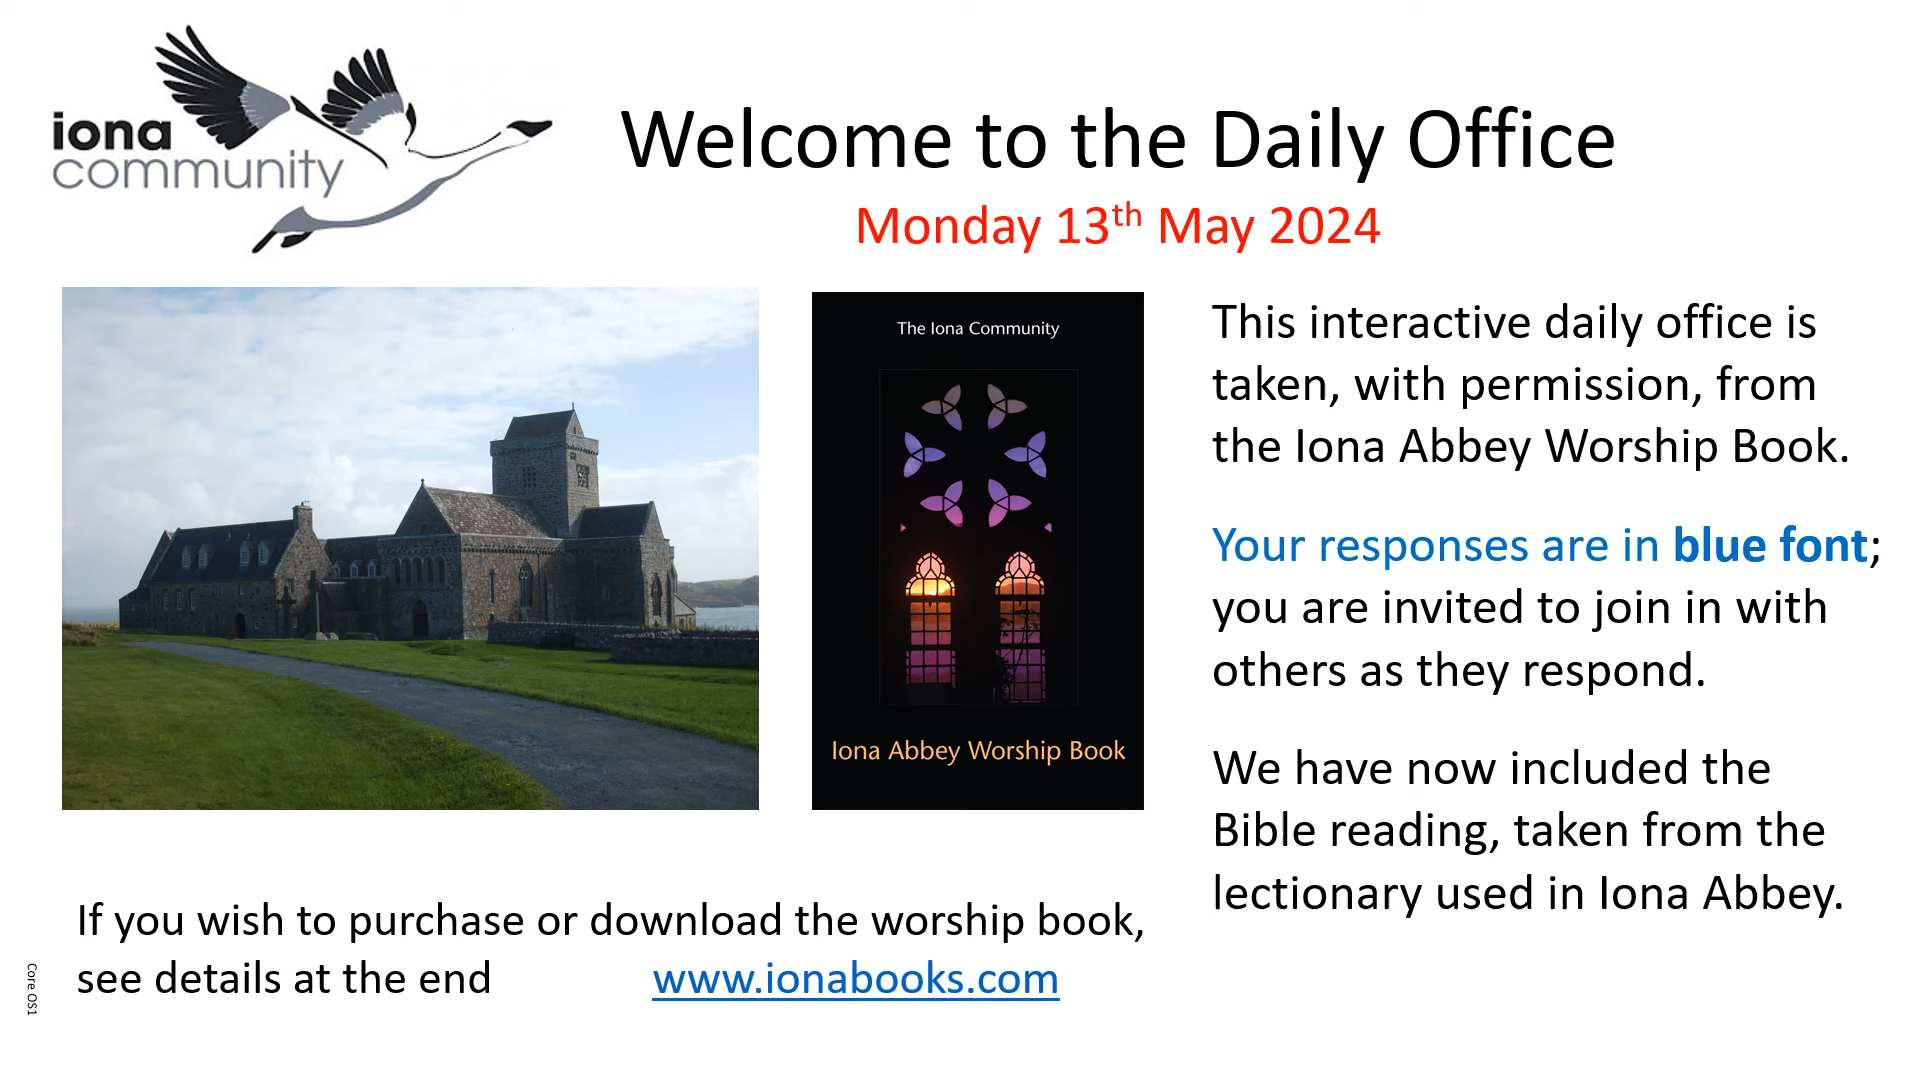 iona
community
Welcome to the Daily Office
Monday 13th May 2024
The Iona Community
Iona Abbey Worship Book
This interactive daily office is
taken, with permission, from
the Iona Abbey Worship Book.
Your responses are in blue font;
you are invited to join in with
others as they respond.
We have now included the
Bible reading, taken from the
lectionary used in Iona Abbey.
If you wish to purchase or download the worship book,
see details at the end www.ionabooks.com
Core OS1